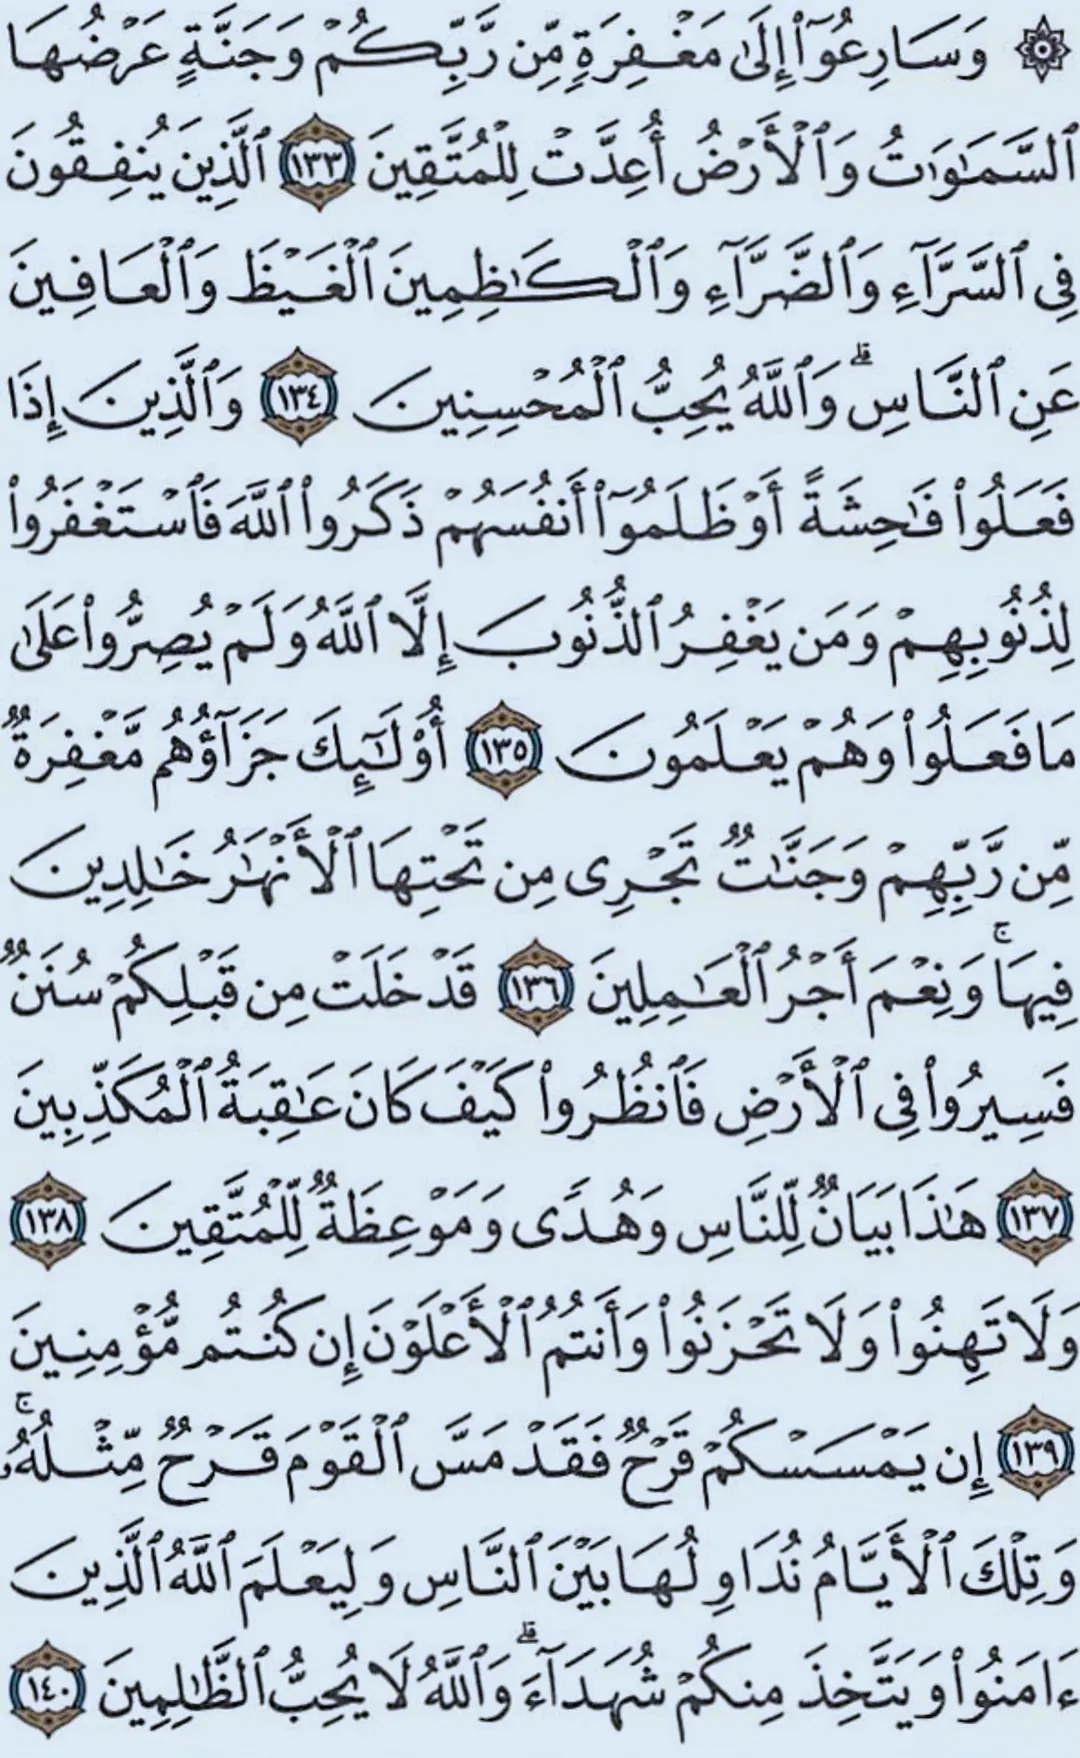 ۞ وَسَارِعُوٓا۟ إِلَىٰ مَغْفِرَةٍ مِّن رَّبِّكُمْ وَجَنَّةٍ عَرْضُهَا
ٱلسَّمَـٰوَٰتُ وَٱلْأَرْضُ أُعِدَّتْ لِلْمُتَّقِينَ ١٣٣ ٱلَّذِينَ يُنفِقُونَ
فِى ٱلسَّرَّآءِ وَٱلضَّرَّآءِ وَٱلْكَـٰظِمِينَ ٱلْغَيْظَ وَٱلْعَافِينَ
عَنِ ٱلنَّاسِ ۗ وَٱللَّهُ يُحِبُّ ٱلْمُحْسِنِينَ ١٣٤ وَٱلَّذِينَ إِذَا
فَعَلُوا۟ فَـٰحِشَةً أَوْ ظَلَمُوٓا۟ أَنفُسَهُمْ ذَكَرُوا۟ ٱللَّهَ فَٱسْتَغْفَرُوا۟
لِذُنُوبِهِمْ وَمَن يَغْفِرُ ٱلذُّنُوبَ إِلَّا ٱللَّهُ وَلَمْ يُصِرُّوا۟ عَلَىٰ
مَا فَعَلُوا۟ وَهُمْ يَعْلَمُونَ ١٣٥ أُو۟لَـٰٓئِكَ جَزَآؤُهُم مَّغْفِرَةٌ
مِّن رَّبِّهِمْ وَجَنَّـٰتٌ تَجْرِى مِن تَحْتِهَا ٱلْأَنْهَـٰرُ خَـٰلِدِينَ
فِيهَا ۚ وَنِعْمَ أَجْرُ ٱلْعَـٰمِلِينَ ١٣٦ قَدْ خَلَتْ مِن قَبْلِكُمْ سُنَنٌ
فَسِيرُوا۟ فِى ٱلْأَرْضِ فَٱنظُرُوا۟ كَيْفَ كَانَ عَـٰقِبَةُ ٱلْمُكَذِّبِينَ
١٣٧ هَـٰذَا بَيَانٌ لِّلنَّاسِ وَهُدًى وَمَوْعِظَةٌ لِّلْمُتَّقِينَ ١٣٨
وَلَا تَهِنُوا۟ وَلَا تَحْزَنُوا۟ وَأَنتُمُ ٱلْأَعْلَوْنَ إِن كُنتُم مُّؤْمِنِينَ
١٣٩ إِن يَمْسَسْكُمْ قَرْحٌ فَقَدْ مَسَّ ٱلْقَوْمَ قَرْحٌ مِّثْلُهُۥ ۚ
وَتِلْكَ ٱلْأَيَّامُ نُدَاوِلُهَا بَيْنَ ٱلنَّاسِ وَلِيَعْلَمَ ٱللَّهُ ٱلَّذِينَ
ءَامَنُوا۟ وَيَتَّخِذَ مِنكُمْ شُهَدَآءَ ۗ وَٱللَّهُ لَا يُحِبُّ ٱلظَّـٰلِمِينَ ١٤٠